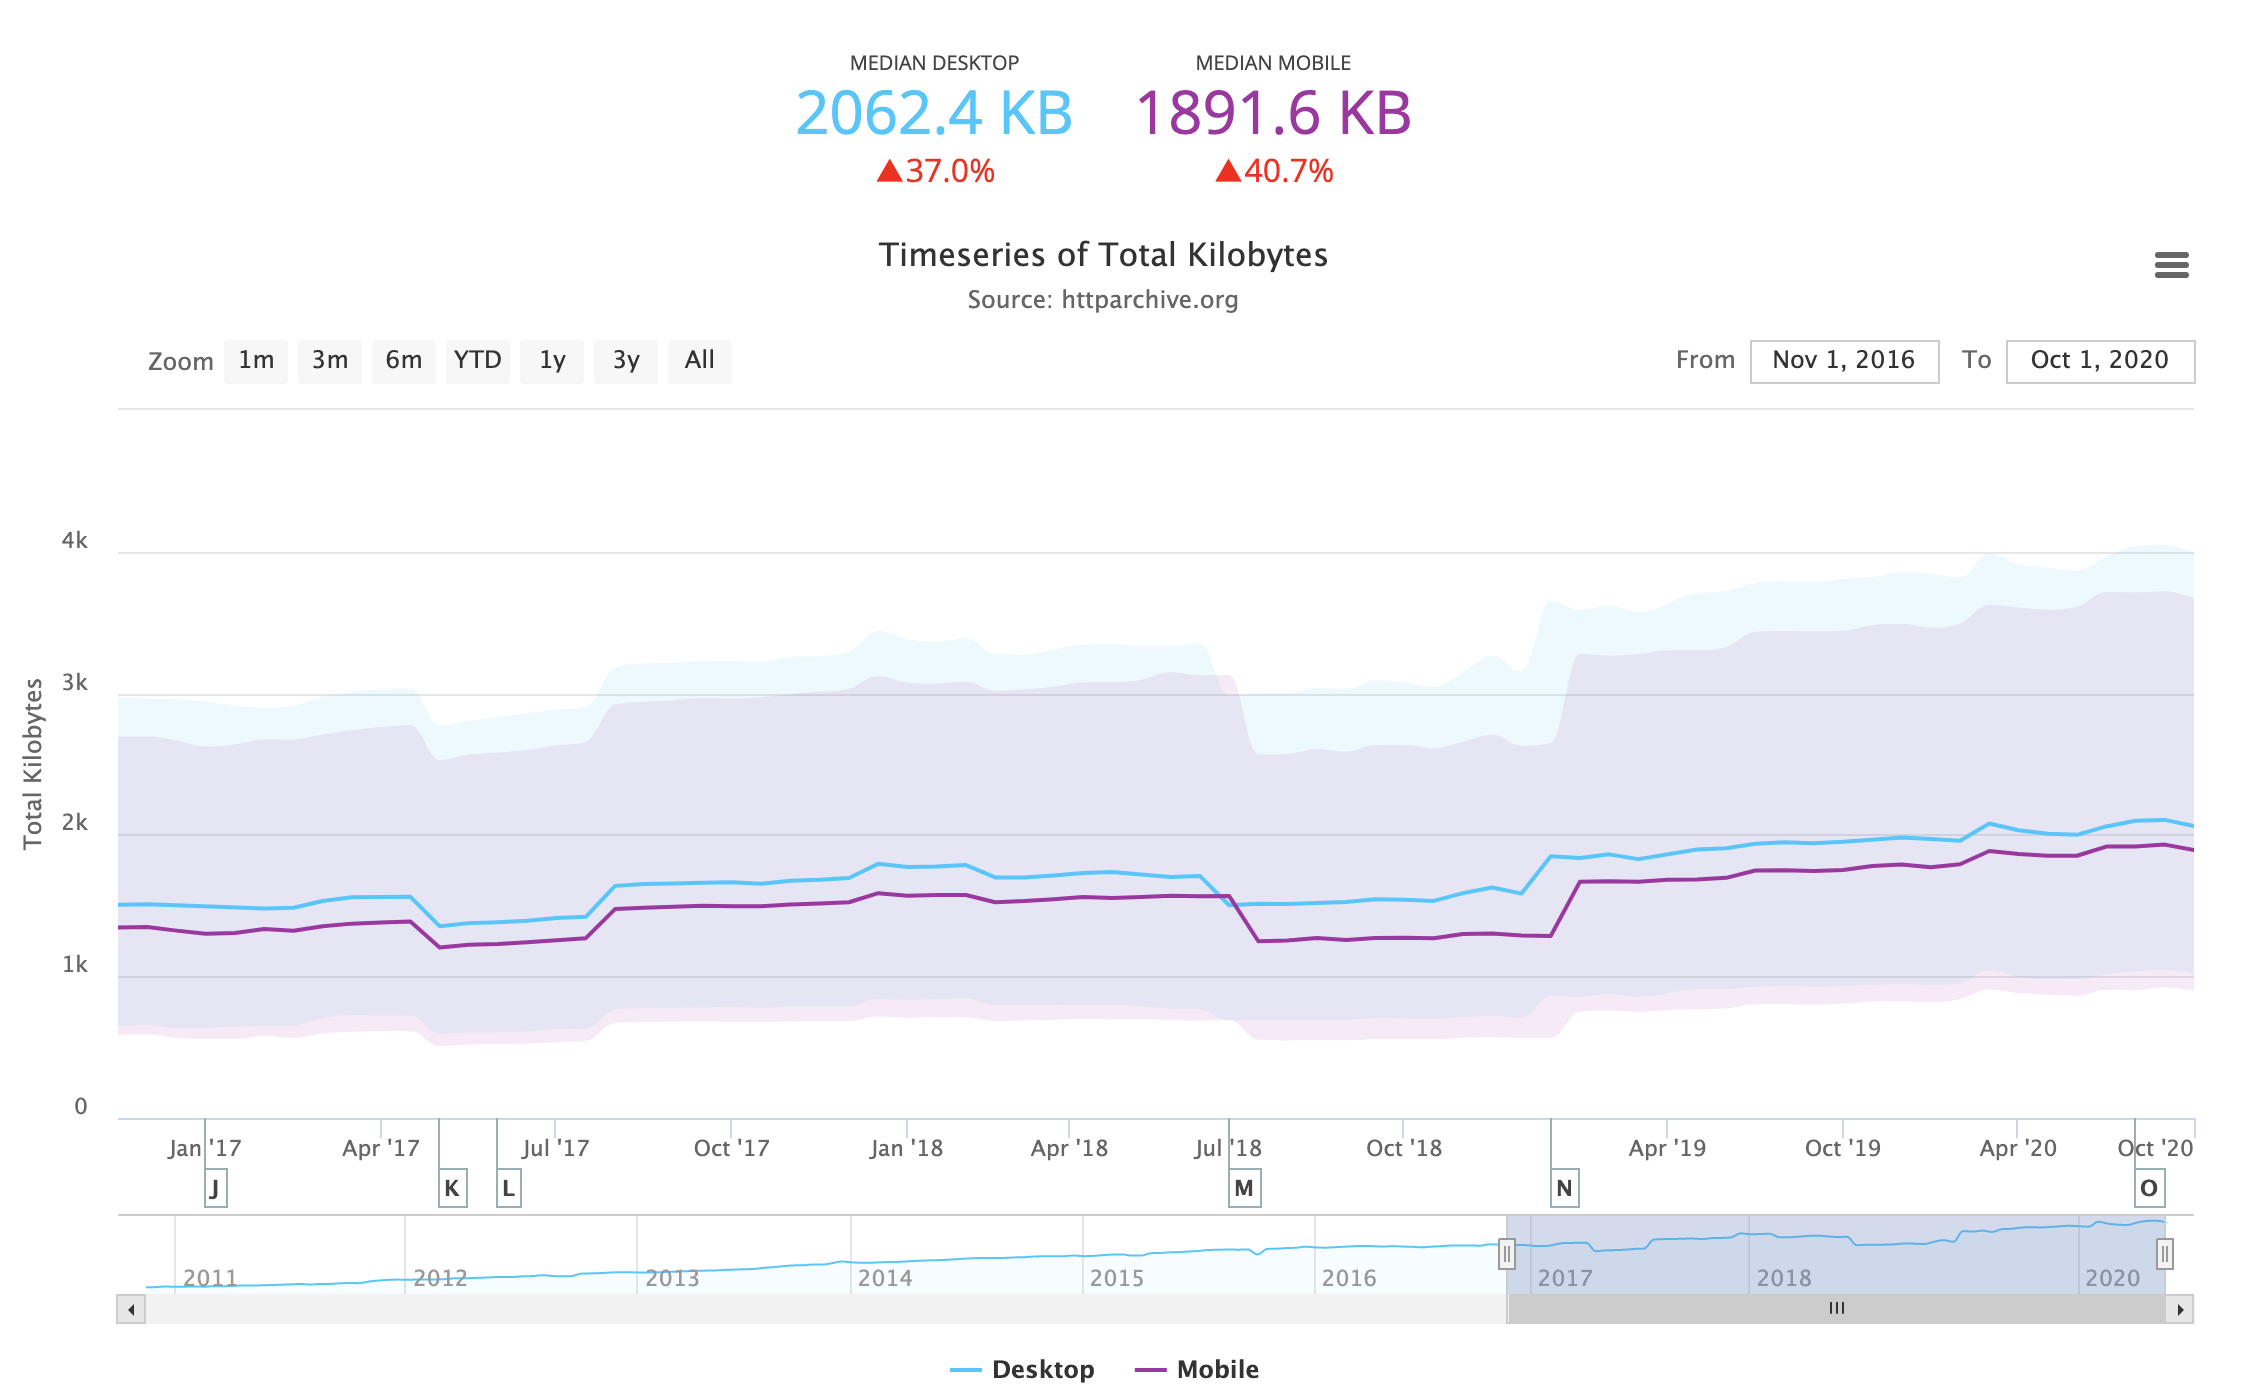 MEDIAN DESKTOP MEDIAN MOBILE
2062.4 KB 1891.6 KB
▲37.0% ▲40.7%
Timeseries of Total Kilobytes
Source: httparchive.org
Zoom 1m 3m 6m YTD 1y 3y All From Nov 1, 2016 To Oct 1, 2020
4k
3k
2k
1k
0
Total Kilobytes
Jan '17 Apr '17 Jul '17 Oct '17 Jan '18 Apr '18 Jul '18 Oct '18 Apr '19 Oct '19 Apr '20 Oct '20
J K L M N O
2011 2012 2013 2014 2015 2016 2017 2018 2020
Desktop Mobile